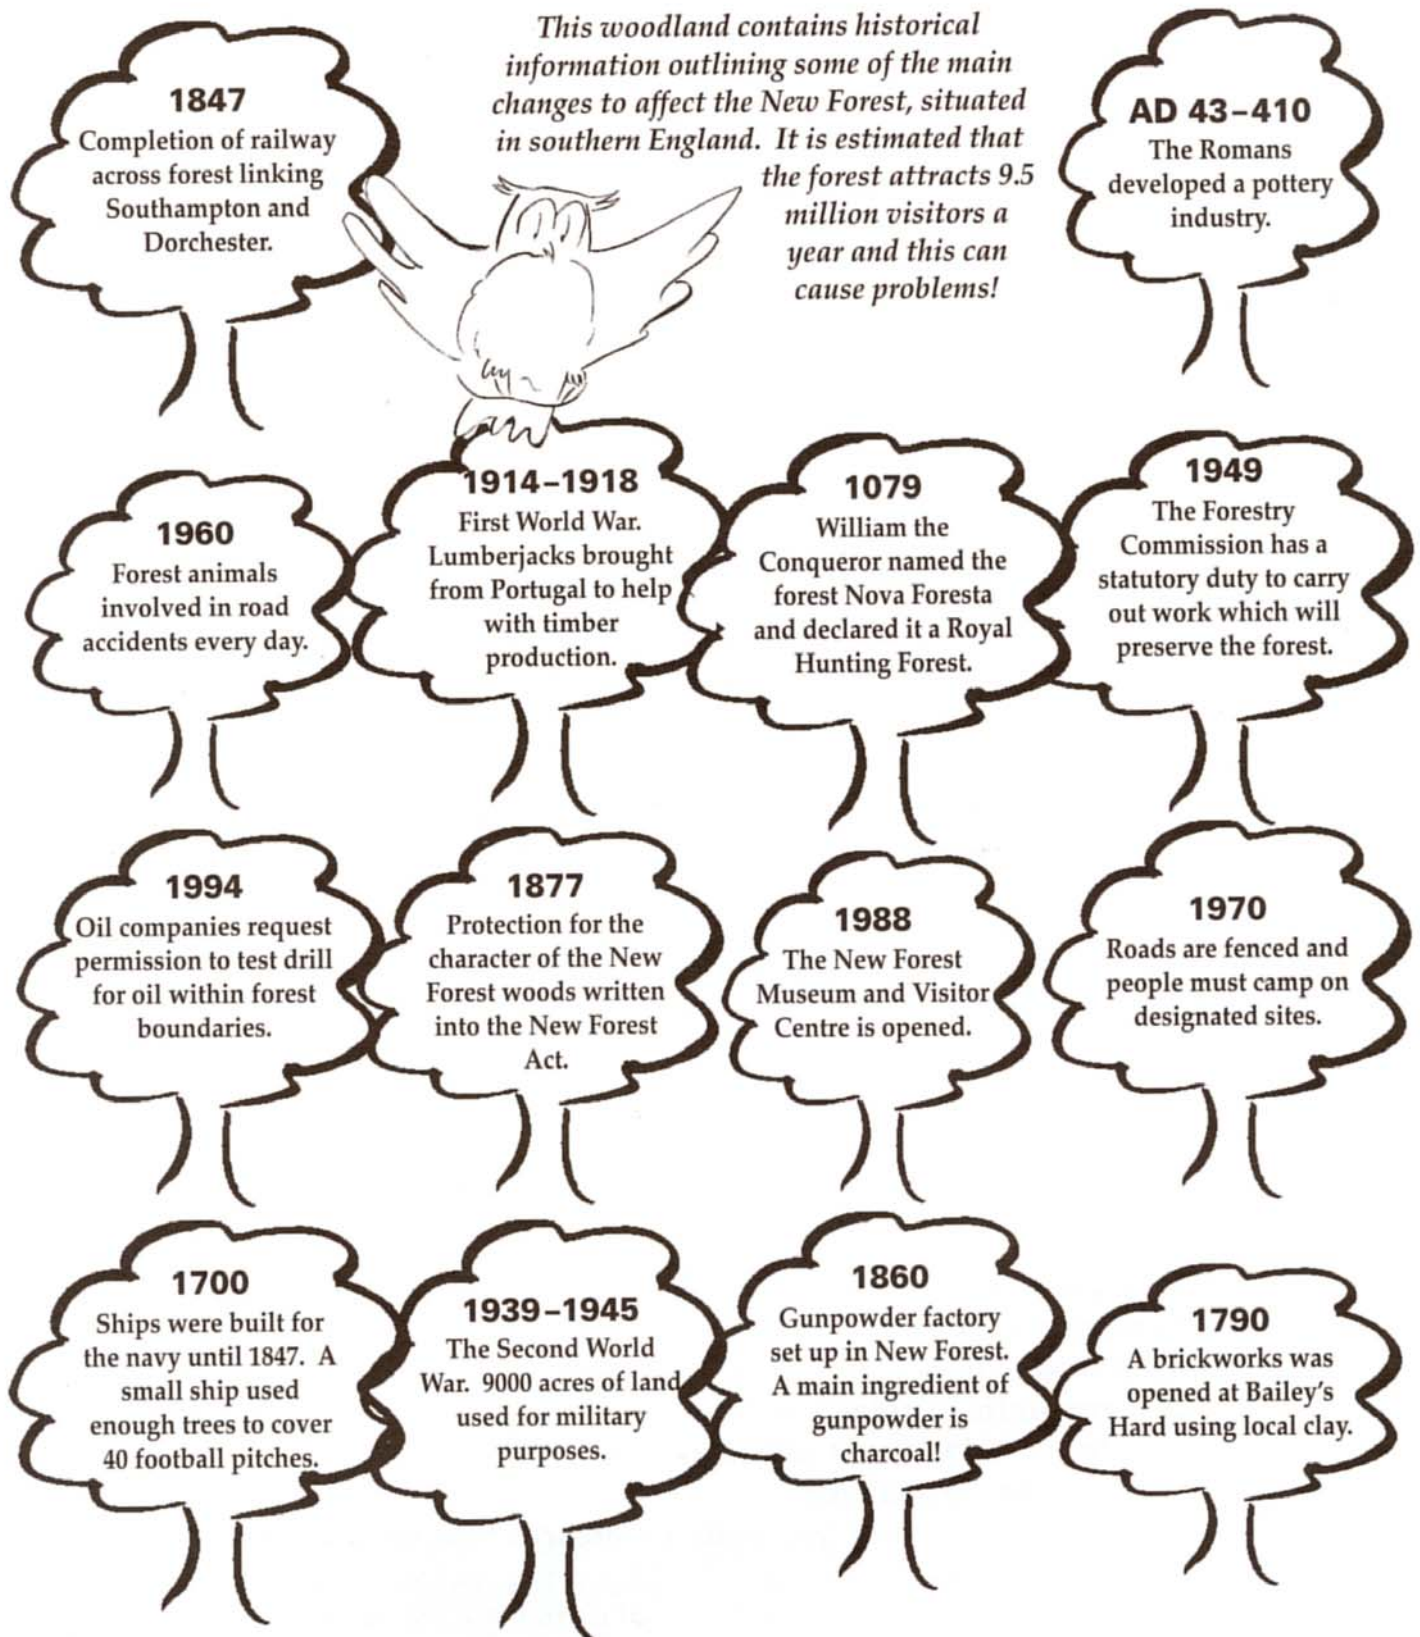 This woodland contains historical
information outlining some of the main
changes to affect the New Forest, situated
in southern England. It is estimated that
the forest attracts 9.5
million visitors a
year and this can
cause problems!
1847
Completion of railway
across forest linking
Southampton and
Dorchester.
AD 43–410
The Romans
developed a pottery
industry.
1960
Forest animals
involved in road
accidents every day.
1914–1918
First World War.
Lumberjacks brought
from Portugal to help
with timber
production.
1079
William the
Conqueror named the
forest Nova Foresta
and declared it a Royal
Hunting Forest.
1949
The Forestry
Commission has a
statutory duty to carry
out work which will
preserve the forest.
1994
Oil companies request
permission to test drill
for oil within forest
boundaries.
1877
Protection for the
character of the New
Forest woods written
into the New Forest
Act.
1988
The New Forest
Museum and Visitor
Centre is opened.
1970
Roads are fenced and
people must camp on
designated sites.
1700
Ships were built for
the navy until 1847. A
small ship used
enough trees to cover
40 football pitches.
1939–1945
The Second World
War. 9000 acres of land
used for military
purposes.
1860
Gunpowder factory
set up in New Forest.
A main ingredient of
gunpowder is
charcoal!
1790
A brickworks was
opened at Bailey's
Hard using local clay.